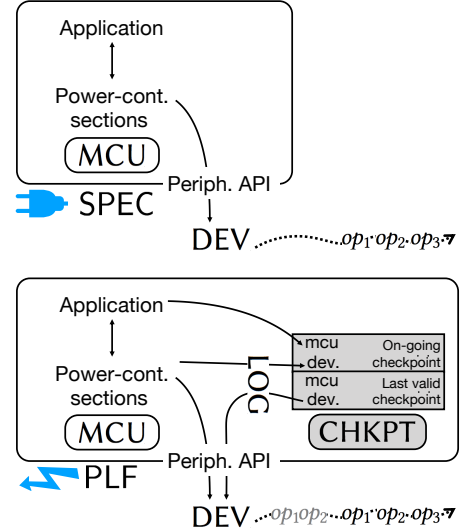 Application
Power-cont.
sections
MCU
Periph. API
SPEC
DEV
op1 op2 op3
Application
mcu On-going
dev. checkpoint
mcu Last valid
dev. checkpoint
LOG
Power-cont.
sections
MCU
CHKPT
Periph. API
PLF
DEV
op1op2 op1 op2 op3